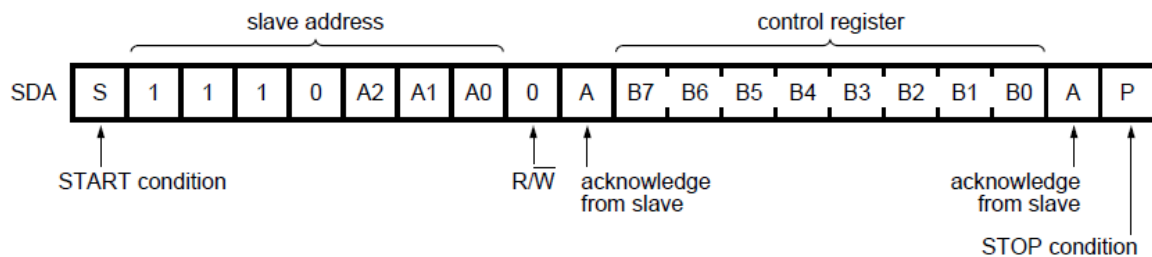 slave address control register
SDA S 1 1 1 0 A2 A1 A0 0 A B7 B6 B5 B4 B3 B2 B1 B0 A P
START condition R/W̅ acknowledge acknowledge
from slave from slave
STOP condition